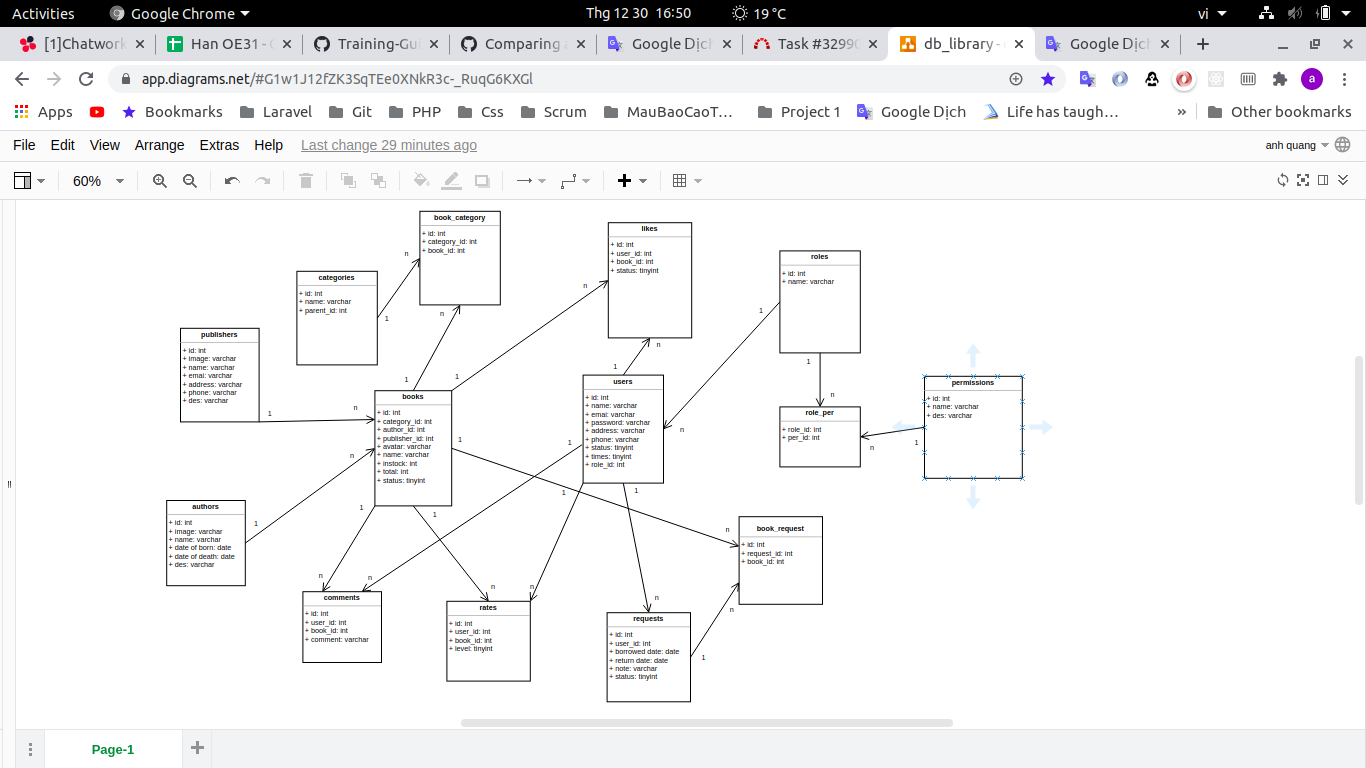 Activities
Google Chrome
Thg 12 30 16:50
19 °C
vi
[1]Chatwork
Han OE31 -
Training-Gui
Comparing
Google Dịch
Task #3299
db_library -
Google Dịch
app.diagrams.net/#G1w1J12fZK3SqTEe0XNkR3c-_RuqG6KXGl
a
Apps
Bookmarks
Laravel
Git
PHP
Css
Scrum
MauBaoCaoT…
Project 1
Google Dịch
Life has taugh…
»
Other bookmarks
File
Edit
View
Arrange
Extras
Help
Last change 29 minutes ago
anh quang
60%
book_category
+ id: int
+ category_id: int
+ book_id: int
likes
+ id: int
+ user_id: int
+ book_id: int
+ status: tinyint
roles
+ id: int
+ name: varchar
categories
+ id: int
+ name: varchar
+ parent_id: int
publishers
+ id: int
+ image: varchar
+ name: varchar
+ emai: varchar
+ address: varchar
+ phone: varchar
+ des: varchar
books
+ id: int
+ category_id: int
+ author_id: int
+ publisher_id: int
+ avatar: varchar
+ name: varchar
+ instock: int
+ total: int
+ status: tinyint
users
+ id: int
+ name: varchar
+ emai: varchar
+ password: varchar
+ address: varchar
+ phone: varchar
+ status: tinyint
+ times: tinyint
+ role_id: int
role_per
+ role_id: int
+ per_id: int
permissions
+ id: int
+ name: varchar
+ des: varchar
authors
+ id: int
+ image: varchar
+ name: varchar
+ date of born: date
+ date of death: date
+ des: varchar
book_request
+ id: int
+ request_id: int
+ book_id: int
comments
+ id: int
+ user_id: int
+ book_id: int
+ comment: varchar
rates
+ id: int
+ user_id: int
+ book_id: int
+ level: tinyint
requests
+ id: int
+ user_id: int
+ borrowed date: date
+ return date: date
+ note: varchar
+ status: tinyint
n
1
n
1
n
1
n
1
1
n
1
n
1
n
1
n
1
n
1
n
1
n
1
n
1
n
1
n
1
n
1
n
Page-1